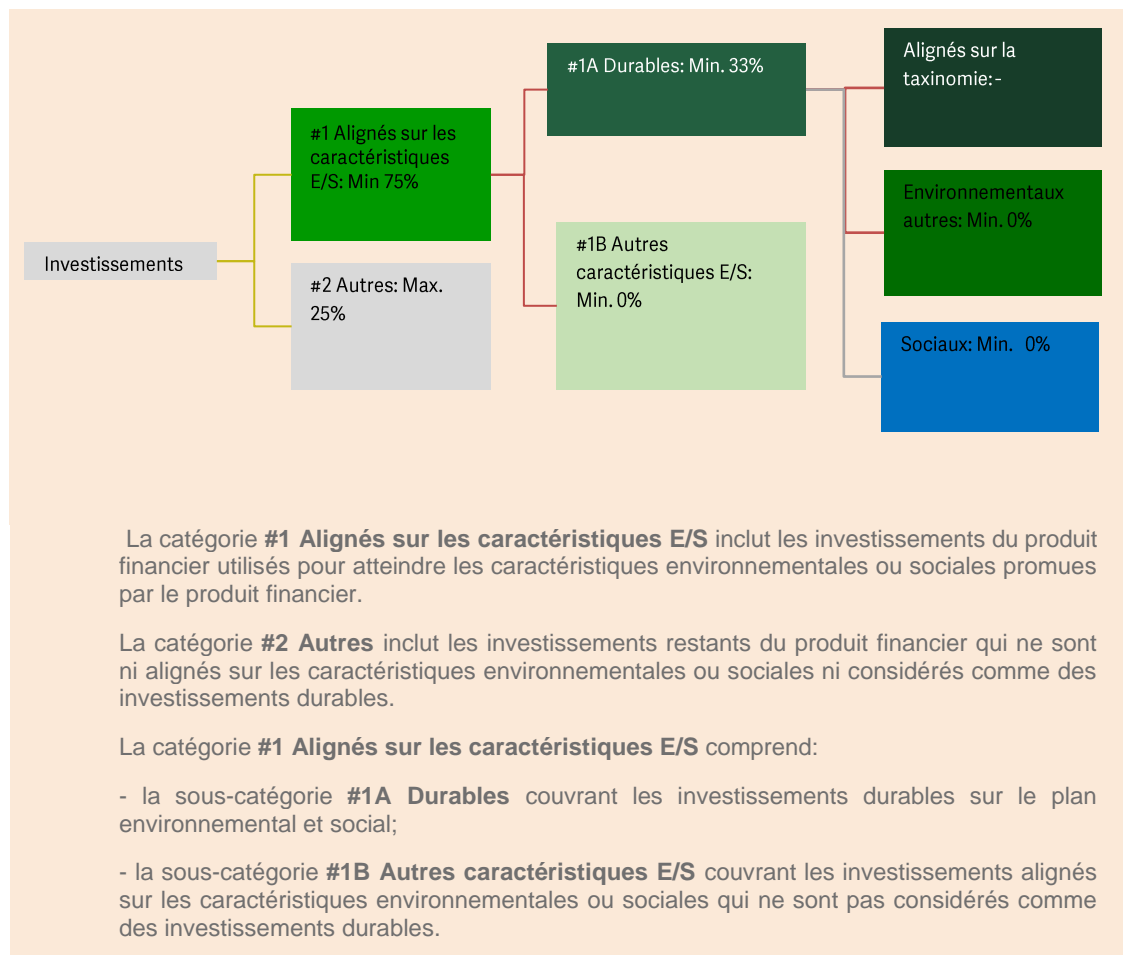 Investissements
#1 Alignés sur les
caractéristiques
E/S: Min 75%
#2 Autres: Max.
25%
#1A Durables: Min. 33%
#1B Autres
caractéristiques E/S:
Min. 0%
Alignés sur la
taxinomie:-
Environnementaux
autres: Min. 0%
Sociaux: Min. 0%
La catégorie #1 Alignés sur les caractéristiques E/S inclut les investissements du produit
financier utilisés pour atteindre les caractéristiques environnementales ou sociales promues
par le produit financier.
La catégorie #2 Autres inclut les investissements restants du produit financier qui ne sont
ni alignés sur les caractéristiques environnementales ou sociales ni considérés comme des
investissements durables.
La catégorie #1 Alignés sur les caractéristiques E/S comprend:
- la sous-catégorie #1A Durables couvrant les investissements durables sur le plan
environnemental et social;
- la sous-catégorie #1B Autres caractéristiques E/S couvrant les investissements alignés
sur les caractéristiques environnementales ou sociales qui ne sont pas considérés comme
des investissements durables.